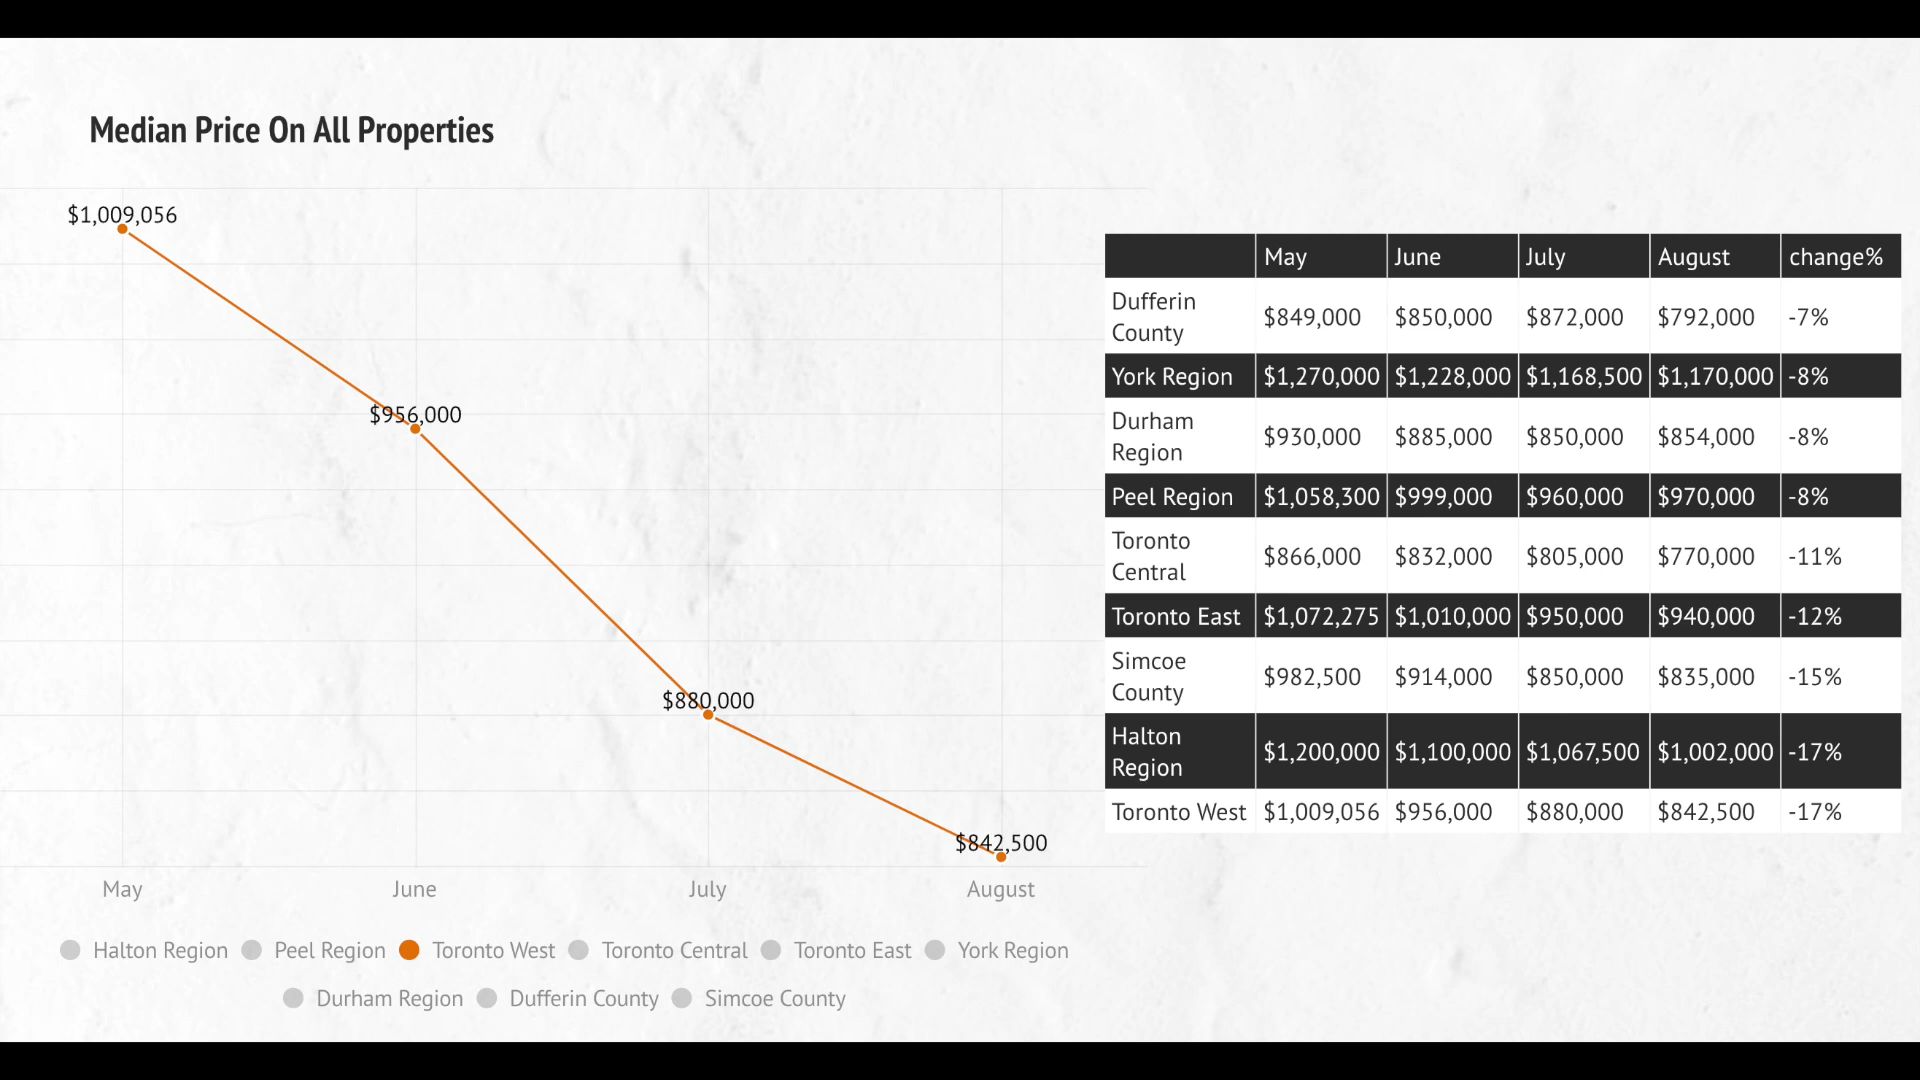 Median Price On All Properties
$1,009,056
$956,000
$880,000
$842,500
May June July August
Halton Region Peel Region Toronto West Toronto Central Toronto East York Region
Durham Region Dufferin County Simcoe County
May June July August change%
Dufferin
County
$849,000 $850,000 $872,000 $792,000 -7%
York Region $1,270,000 $1,228,000 $1,168,500 $1,170,000 -8%
Durham
Region
$930,000 $885,000 $850,000 $854,000 -8%
Peel Region $1,058,300 $999,000 $960,000 $970,000 -8%
Toronto
Central
$866,000 $832,000 $805,000 $770,000 -11%
Toronto East $1,072,275 $1,010,000 $950,000 $940,000 -12%
Simcoe
County
$982,500 $914,000 $850,000 $835,000 -15%
Halton
Region
$1,200,000 $1,100,000 $1,067,500 $1,002,000 -17%
Toronto West $1,009,056 $956,000 $880,000 $842,500 -17%